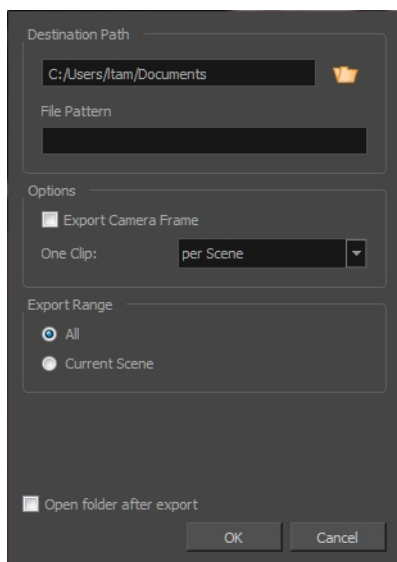 Destination Path
C:/Users/ltam/Documents
File Pattern
Options
Export Camera Frame
One Clip: per Scene
Export Range
All
Current Scene
Open folder after export
OK Cancel